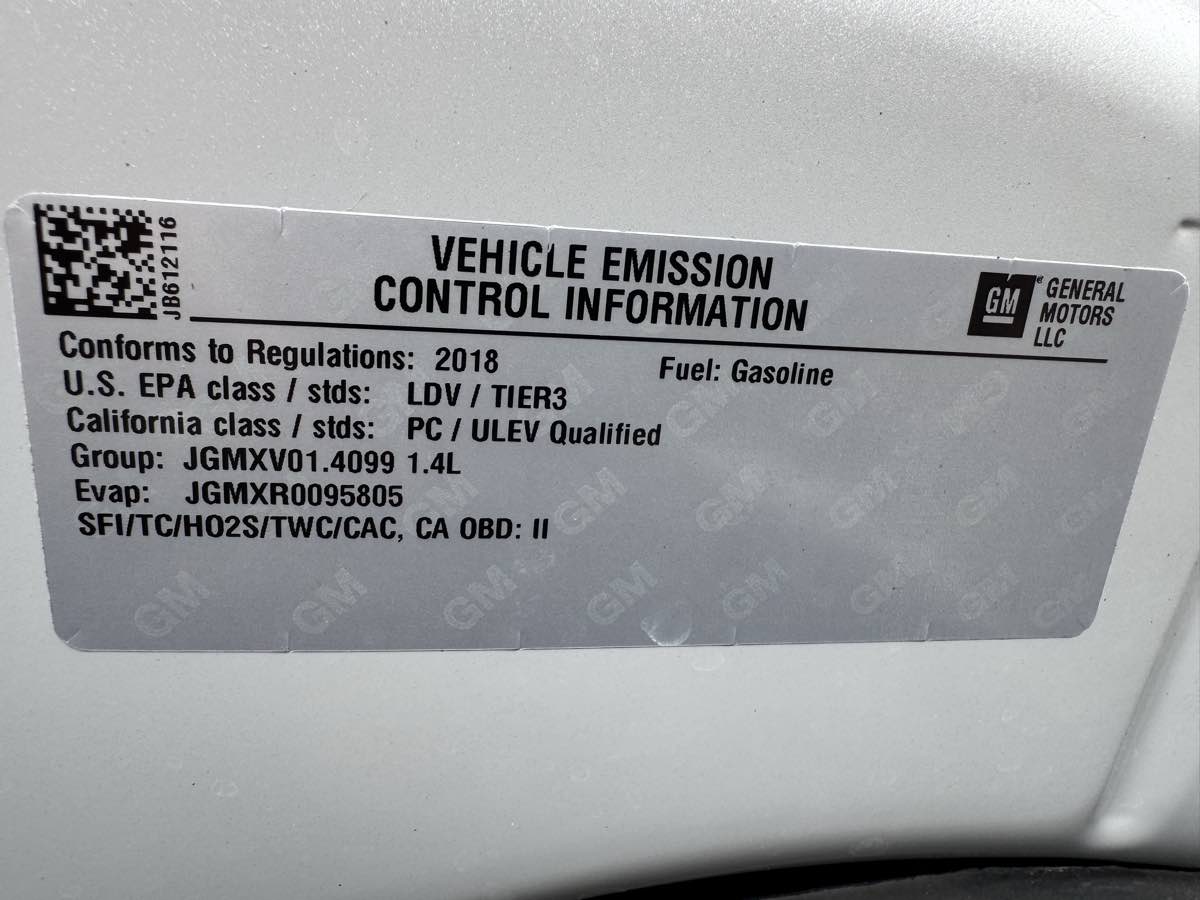 JB612116
VEHICLE EMISSION
CONTROL INFORMATION
GM
GENERAL
MOTORS
LLC
Conforms to Regulations: 2018
Fuel: Gasoline
U.S. EPA class / stds: LDV / TIER3
California class / stds: PC / ULEV Qualified
Group: JGMXV01.4099 1.4L
Evap: JGMXR0095805
SFI/TC/HO2S/TWC/CAC, CA OBD: II